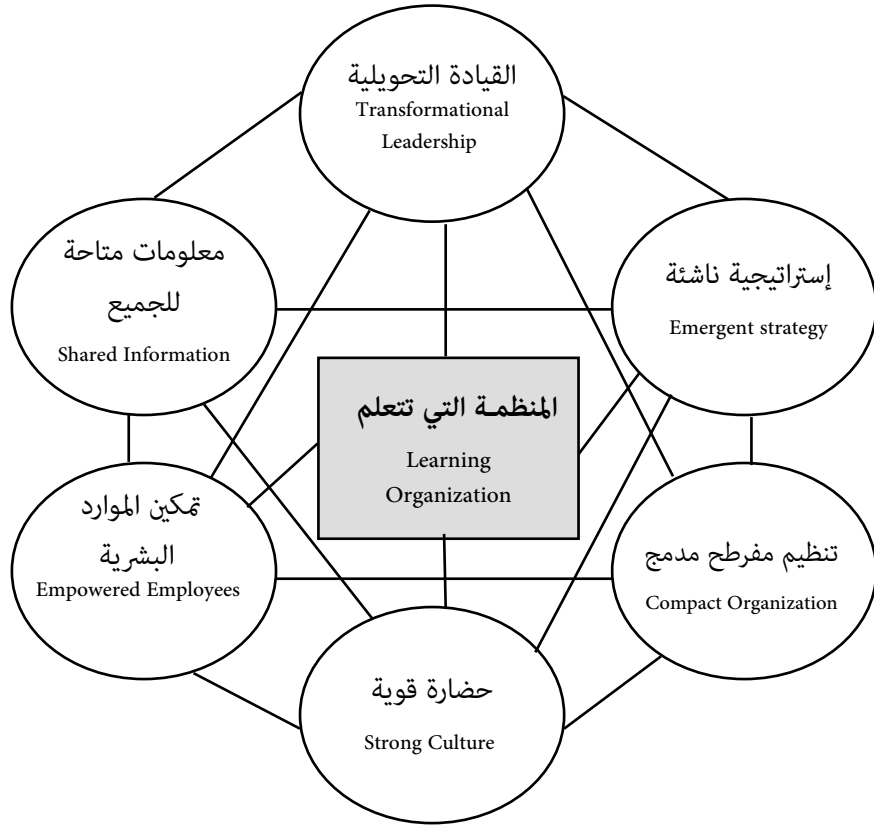 القيادة التحويلية
Transformational
Leadership
معلومات متاحة
للجميع
Shared Information
إستراتيجية ناشئة
Emergent strategy
المنظمـة التي تتعلم
Learning
Organization
تمكين الموارد
البشرية
Empowered Employees
تنظيم مفرطح مدمج
Compact Organization
حضارة قوية
Strong Culture